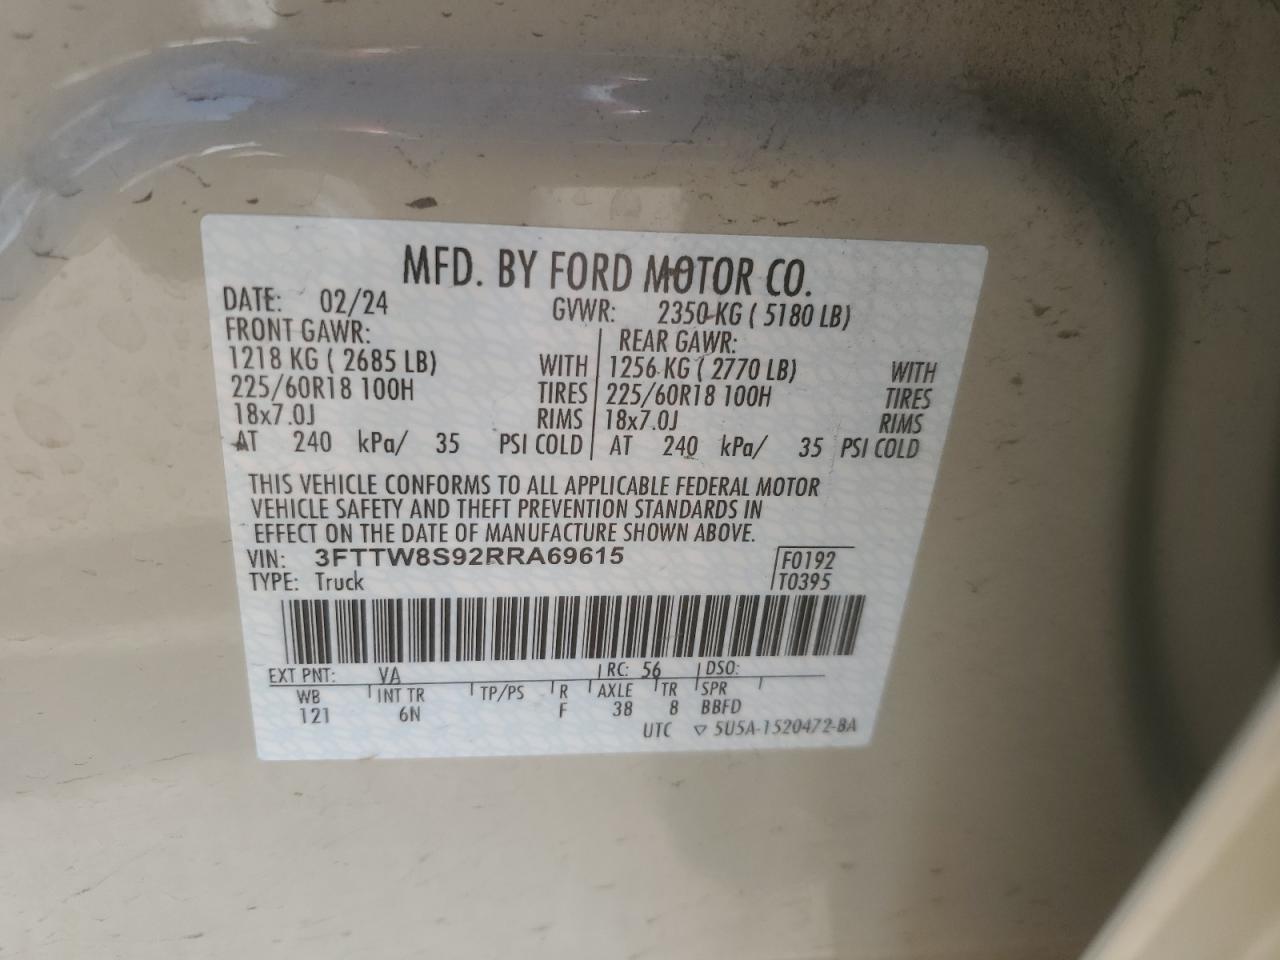 MFD. BY FORD MOTOR CO.
DATE: 02/24 GVWR: 2350 KG ( 5180 LB)
FRONT GAWR: REAR GAWR:
1218 KG ( 2685 LB) WITH 1256 KG ( 2770 LB) WITH
225/60R18 100H TIRES 225/60R18 100H TIRES
18x7.0J RIMS 18x7.0J RIMS
AT 240 kPa/ 35 PSI COLD AT 240 kPa/ 35 PSI COLD
THIS VEHICLE CONFORMS TO ALL APPLICABLE FEDERAL MOTOR
VEHICLE SAFETY AND THEFT PREVENTION STANDARDS IN
EFFECT ON THE DATE OF MANUFACTURE SHOWN ABOVE.
VIN: 3FTTW8S92RRA69615 F0192
TYPE: Truck T0395
EXT PNT: VA RC: 56 DSO:
WB INT TR TP/PS R AXLE TR SPR
121 6N F 38 8 BBFD
UTC ▽ 5U5A-1520472-BA